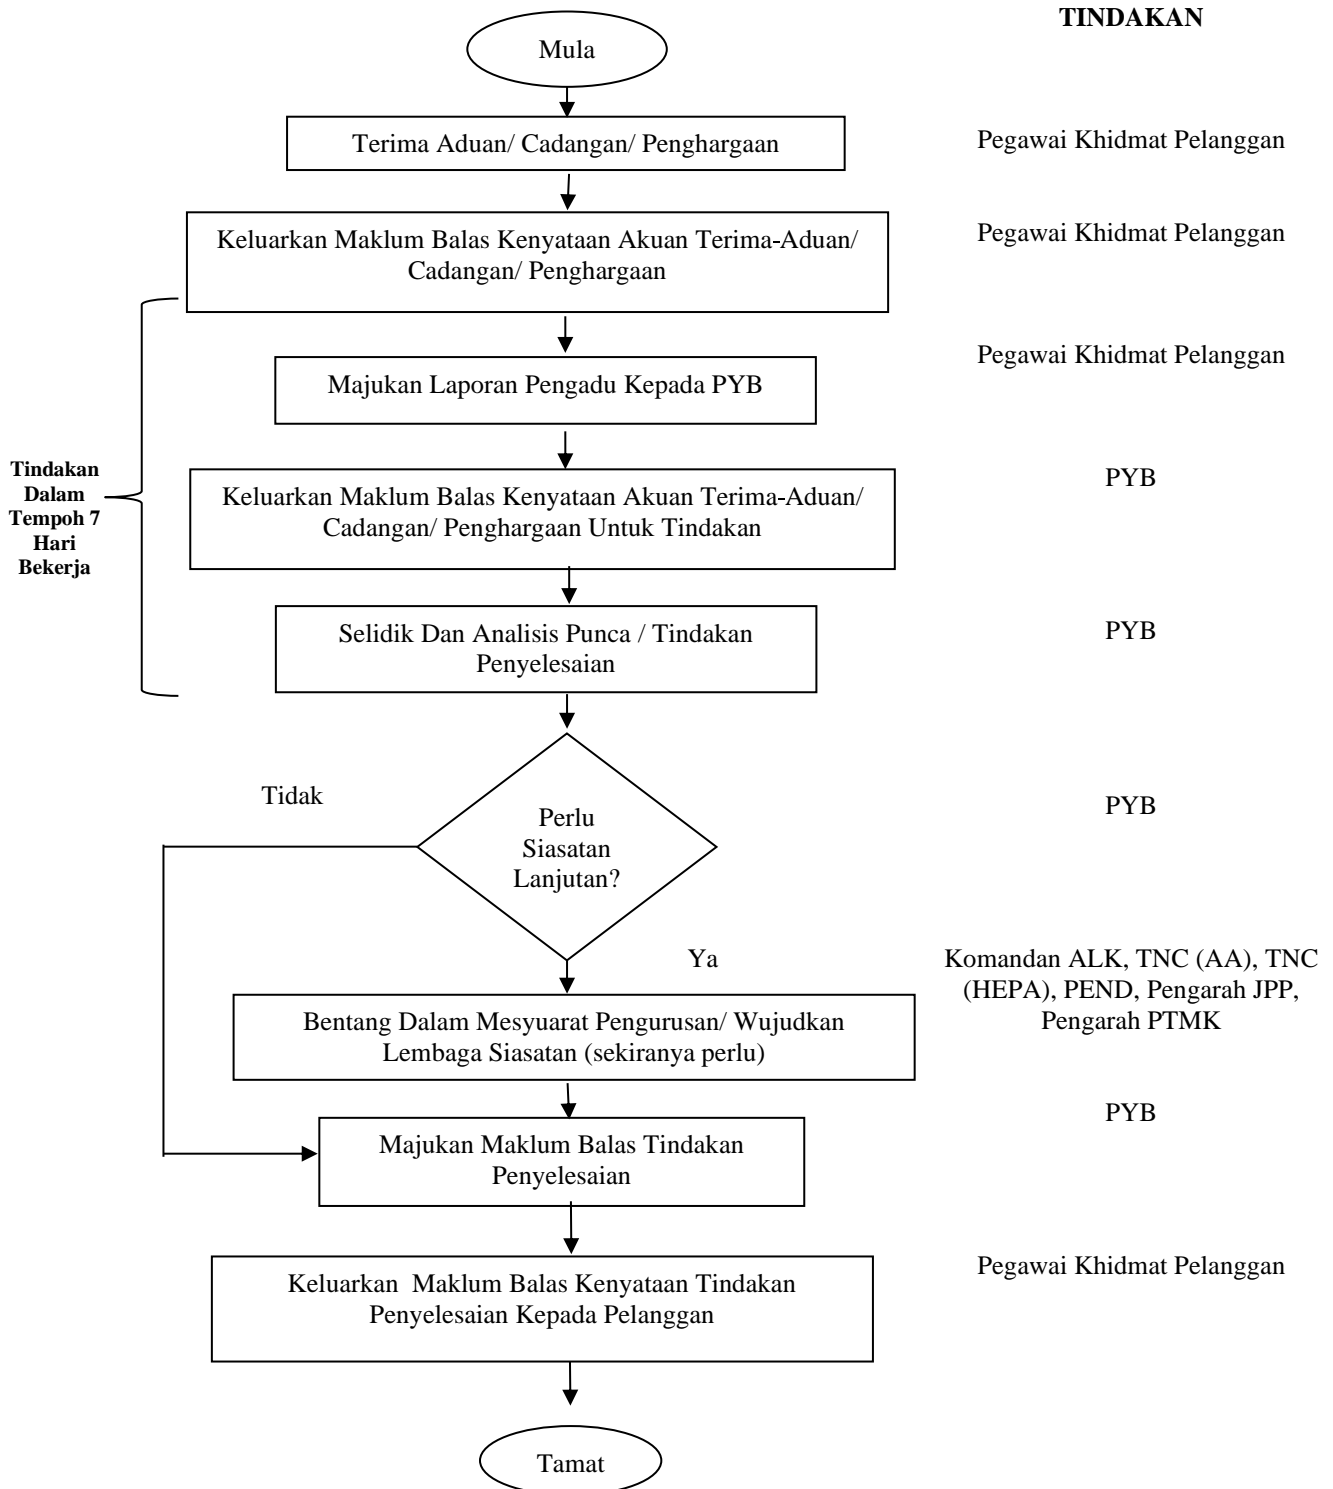 TINDAKAN
Mula
Terima Aduan/ Cadangan/ Penghargaan
Pegawai Khidmat Pelanggan
Keluarkan Maklum Balas Kenyataan Akuan Terima-Aduan/
Cadangan/ Penghargaan
Pegawai Khidmat Pelanggan
Majukan Laporan Pengadu Kepada PYB
Pegawai Khidmat Pelanggan
Tindakan
Dalam
Tempoh 7
Hari
Bekerja
Keluarkan Maklum Balas Kenyataan Akuan Terima-Aduan/
Cadangan/ Penghargaan Untuk Tindakan
PYB
Selidik Dan Analisis Punca / Tindakan
Penyelesaian
PYB
Tidak
Perlu
Siasatan
Lanjutan?
PYB
Ya
Komandan ALK, TNC (AA), TNC
(HEPA), PEND, Pengarah JPP,
Pengarah PTMK
Bentang Dalam Mesyuarat Pengurusan/ Wujudkan
Lembaga Siasatan (sekiranya perlu)
Majukan Maklum Balas Tindakan
Penyelesaian
PYB
Keluarkan  Maklum Balas Kenyataan Tindakan
Penyelesaian Kepada Pelanggan
Pegawai Khidmat Pelanggan
Tamat